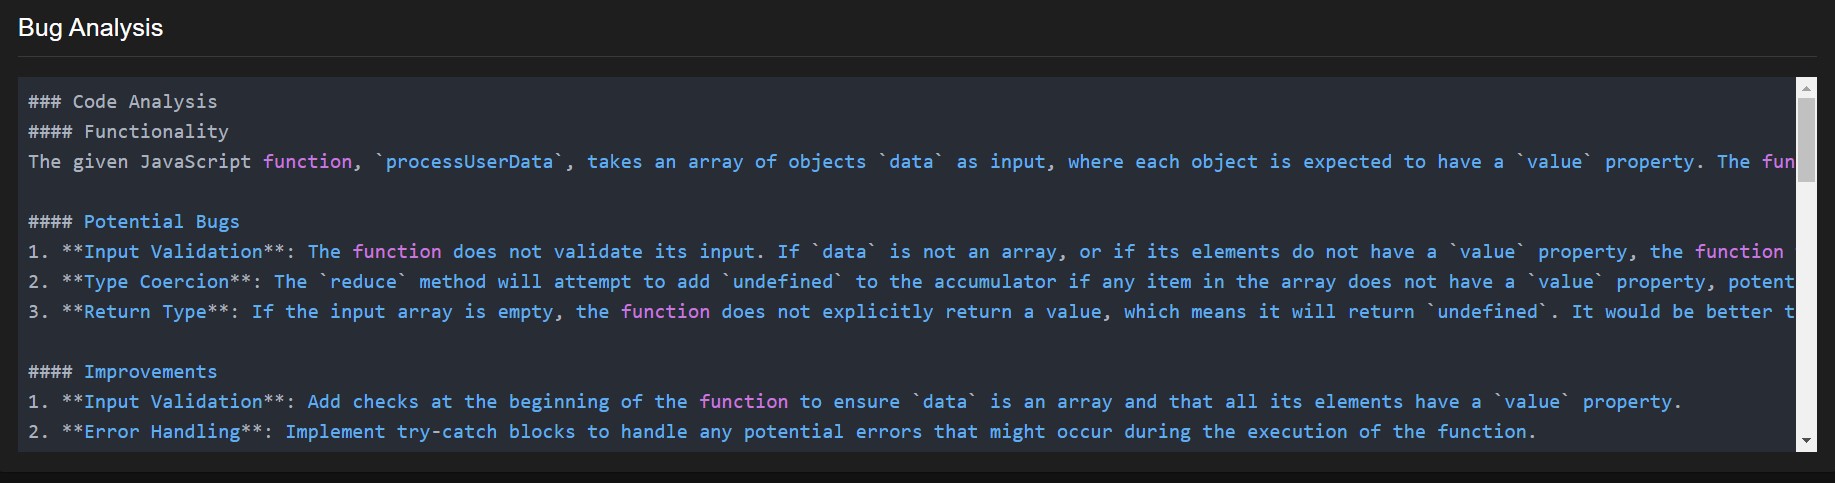 Bug Analysis
### Code Analysis
#### Functionality
The given JavaScript function, `processUserData`, takes an array of objects `data` as input, where each object is expected to have a `value` property. The fun
#### Potential Bugs
1. **Input Validation**: The function does not validate its input. If `data` is not an array, or if its elements do not have a `value` property, the function
2. **Type Coercion**: The `reduce` method will attempt to add `undefined` to the accumulator if any item in the array does not have a `value` property, potent
3. **Return Type**: If the input array is empty, the function does not explicitly return a value, which means it will return `undefined`. It would be better t
#### Improvements
1. **Input Validation**: Add checks at the beginning of the function to ensure `data` is an array and that all its elements have a `value` property.
2. **Error Handling**: Implement try-catch blocks to handle any potential errors that might occur during the execution of the function.